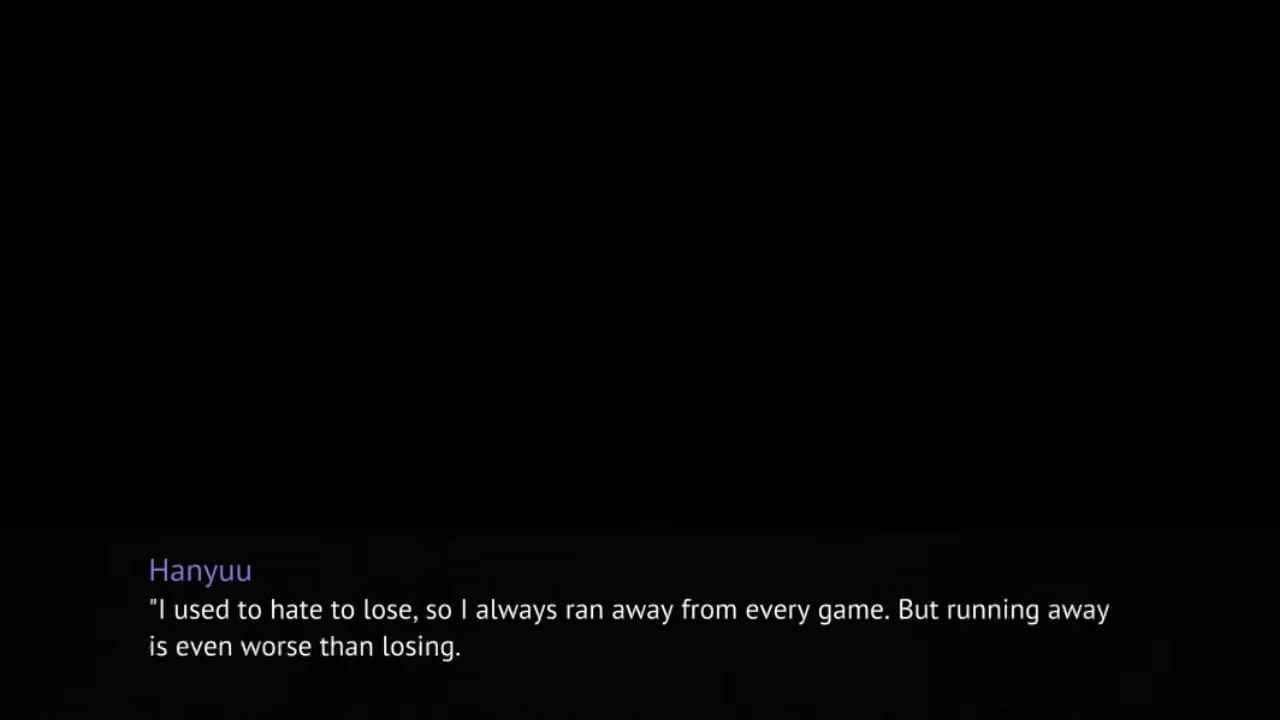 Hanyuu
"I used to hate to lose, so I always ran away from every game. But running away
is even worse than losing.